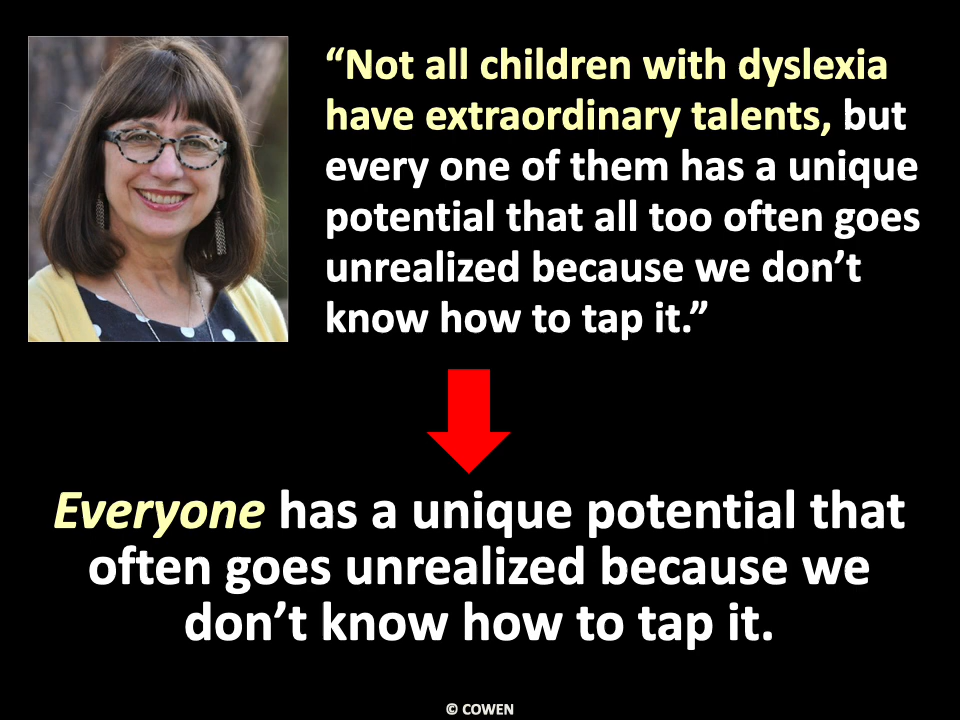 “Not all children with dyslexia
have extraordinary talents, but
every one of them has a unique
potential that all too often goes
unrealized because we don’t
know how to tap it.”
Everyone has a unique potential that
often goes unrealized because we
don’t know how to tap it.
© COWEN